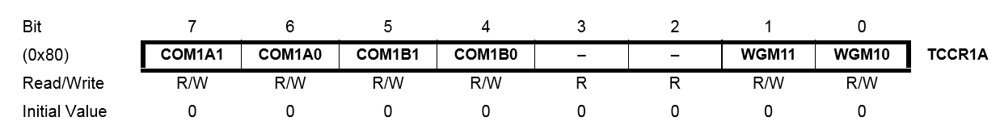 Bit 7 6 5 4 3 2 1 0
(0x80) COM1A1 COM1A0 COM1B1 COM1B0 – – WGM11 WGM10 TCCR1A
Read/Write R/W R/W R/W R/W R R R/W R/W
Initial Value 0 0 0 0 0 0 0 0